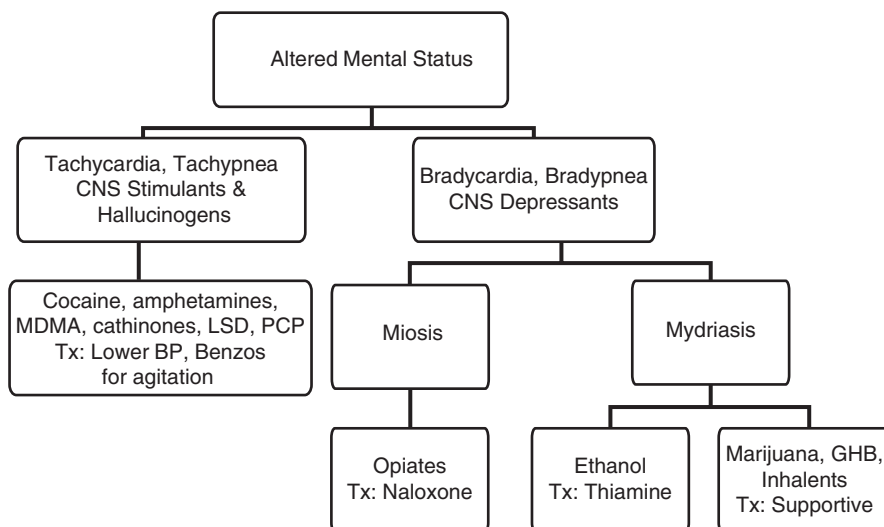 Altered Mental Status
Tachycardia, Tachypnea
CNS Stimulants &
Hallucinogens
Bradycardia, Bradypnea
CNS Depressants
Cocaine, amphetamines,
MDMA, cathinones, LSD, PCP
Tx: Lower BP, Benzos
for agitation
Miosis
Mydriasis
Opiates
Tx: Naloxone
Ethanol
Tx: Thiamine
Marijuana, GHB,
Inhalents
Tx: Supportive